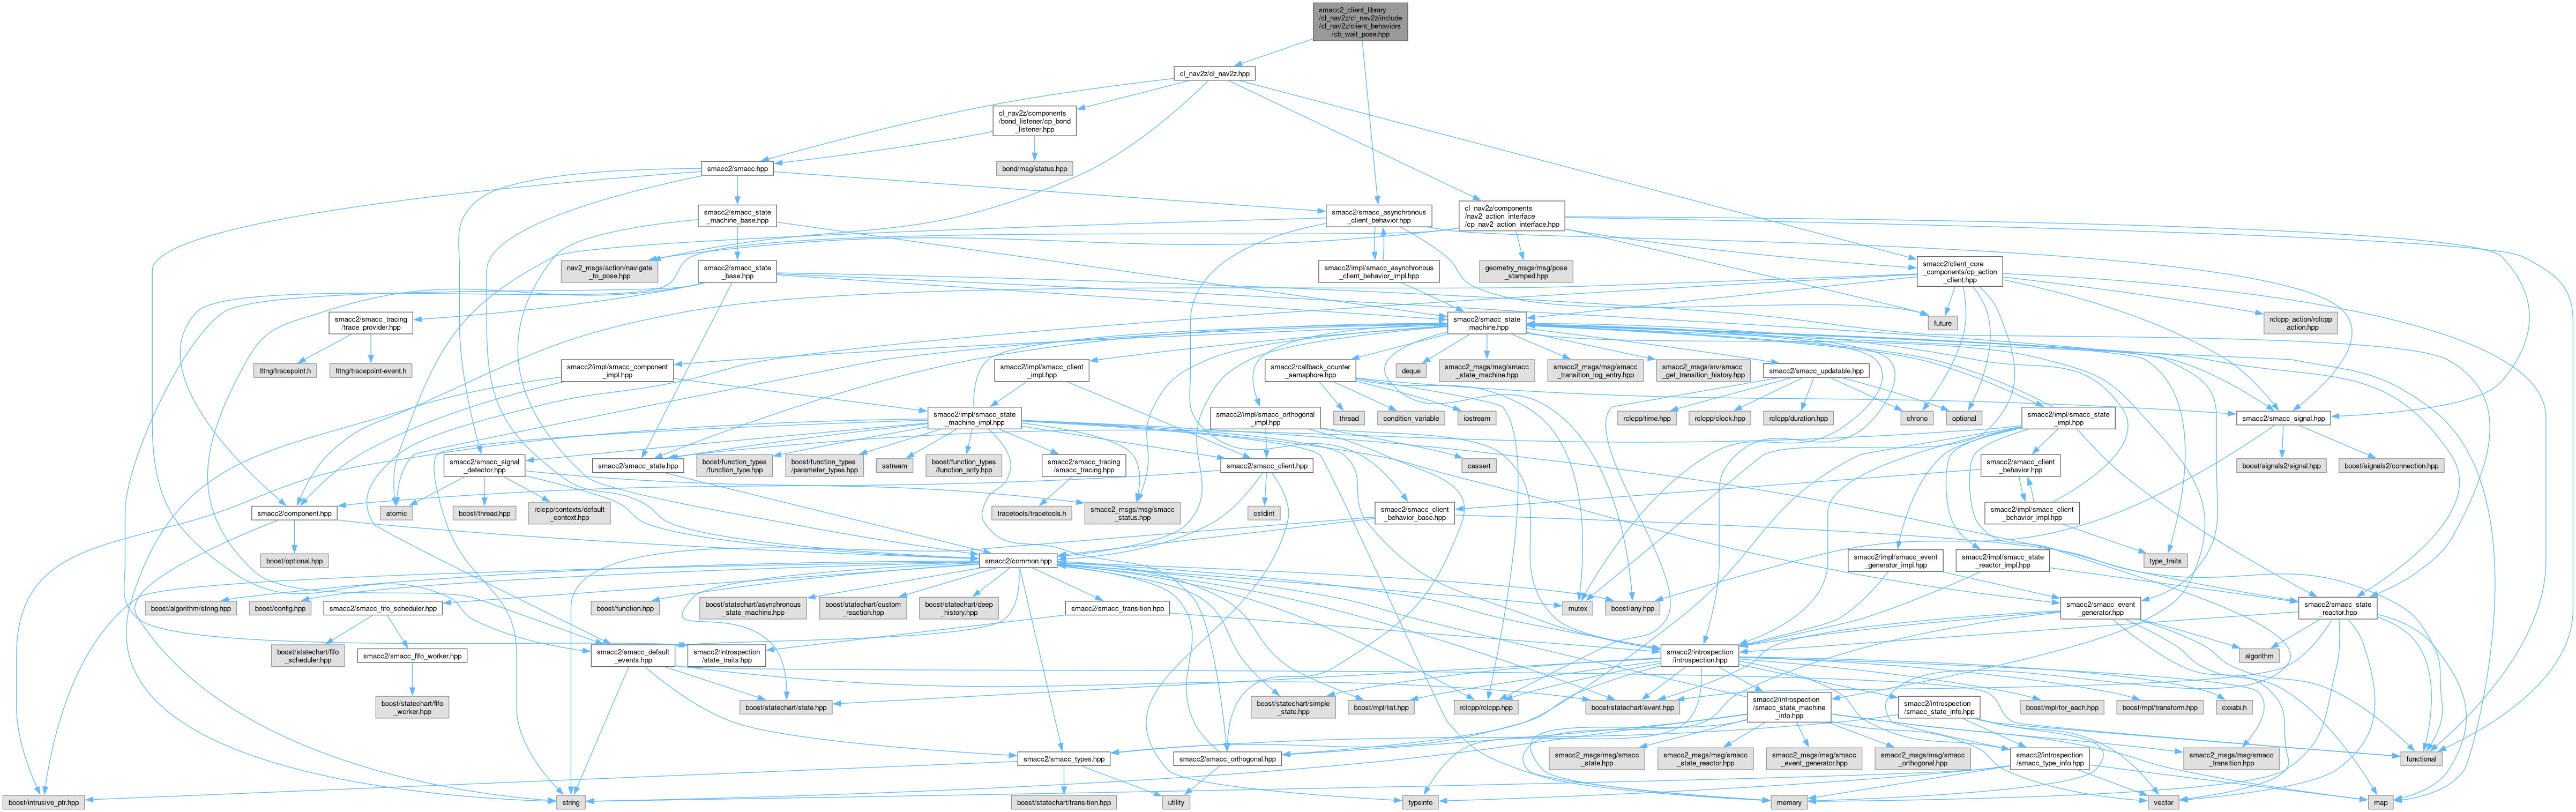 smacc2_client_library
/cl_nav2z/cl_nav2z/include
/cl_nav2z/client_behaviors
/cb_wait_pose.hpp
cl_nav2z/cl_nav2z.hpp
cl_nav2z/components
/bond_listener/cp_bond
_listener.hpp
smacc2/smacc.hpp
bond/msg/status.hpp
smacc2/smacc_state
_machine_base.hpp
smacc2/smacc_asynchronous
_client_behavior.hpp
cl_nav2z/components
/nav2_action_interface
/cp_nav2_action_interface.hpp
nav2_msgs/action/navigate
_to_pose.hpp
smacc2/smacc_state
_base.hpp
smacc2/impl/smacc_asynchronous
_client_behavior_impl.hpp
geometry_msgs/msg/pose
_stamped.hpp
smacc2/client_core
_components/cp_action
_client.hpp
smacc2/smacc_tracing
/trace_provider.hpp
smacc2/smacc_state
_machine.hpp
future
rclcpp_action/rclcpp
_action.hpp
lttng/tracepoint.h
lttng/tracepoint-event.h
smacc2/impl/smacc_component
_impl.hpp
smacc2/impl/smacc_client
_impl.hpp
smacc2/callback_counter
_semaphore.hpp
deque
smacc2_msgs/msg/smacc
_state_machine.hpp
smacc2_msgs/msg/smacc
_transition_log_entry.hpp
smacc2_msgs/srv/smacc
_get_transition_history.hpp
smacc2/smacc_updatable.hpp
smacc2/impl/smacc_state
_machine_impl.hpp
smacc2/impl/smacc_orthogonal
_impl.hpp
thread
condition_variable
iostream
rclcpp/time.hpp
rclcpp/clock.hpp
rclcpp/duration.hpp
chrono
optional
smacc2/impl/smacc_state
_impl.hpp
smacc2/smacc_signal.hpp
smacc2/smacc_signal
_detector.hpp
smacc2/smacc_state.hpp
boost/function_types
/function_type.hpp
boost/function_types
/parameter_types.hpp
sstream
boost/function_types
/function_arity.hpp
smacc2/smacc_tracing
/smacc_tracing.hpp
smacc2/smacc_client.hpp
cassert
smacc2/smacc_client
_behavior.hpp
boost/signals2/signal.hpp
boost/signals2/connection.hpp
smacc2/component.hpp
atomic
boost/thread.hpp
rclcpp/contexts/default
_context.hpp
tracetools/tracetools.h
smacc2_msgs/msg/smacc
_status.hpp
cstdint
smacc2/smacc_client
_behavior_base.hpp
smacc2/impl/smacc_client
_behavior_impl.hpp
boost/optional.hpp
smacc2/common.hpp
smacc2/impl/smacc_event
_generator_impl.hpp
smacc2/impl/smacc_state
_reactor_impl.hpp
type_traits
boost/algorithm/string.hpp
boost/config.hpp
smacc2/smacc_fifo_scheduler.hpp
boost/function.hpp
boost/statechart/asynchronous
_state_machine.hpp
boost/statechart/custom
_reaction.hpp
boost/statechart/deep
_history.hpp
smacc2/smacc_transition.hpp
mutex
boost/any.hpp
smacc2/smacc_event
_generator.hpp
smacc2/smacc_state
_reactor.hpp
boost/statechart/fifo
_scheduler.hpp
smacc2/smacc_fifo_worker.hpp
smacc2/smacc_default
_events.hpp
smacc2/introspection
/state_traits.hpp
smacc2/introspection
/introspection.hpp
algorithm
boost/statechart/fifo
_worker.hpp
boost/statechart/state.hpp
boost/statechart/simple
_state.hpp
boost/mpl/list.hpp
rclcpp/rclcpp.hpp
boost/statechart/event.hpp
smacc2/introspection
/smacc_state_machine
_info.hpp
smacc2/introspection
/smacc_state_info.hpp
boost/mpl/for_each.hpp
boost/mpl/transform.hpp
cxxabi.h
smacc2/smacc_types.hpp
smacc2/smacc_orthogonal.hpp
smacc2_msgs/msg/smacc
_state.hpp
smacc2_msgs/msg/smacc
_state_reactor.hpp
smacc2_msgs/msg/smacc
_event_generator.hpp
smacc2_msgs/msg/smacc
_orthogonal.hpp
smacc2/introspection
/smacc_type_info.hpp
smacc2_msgs/msg/smacc
_transition.hpp
functional
boost/intrusive_ptr.hpp
string
boost/statechart/transition.hpp
utility
typeinfo
memory
vector
map